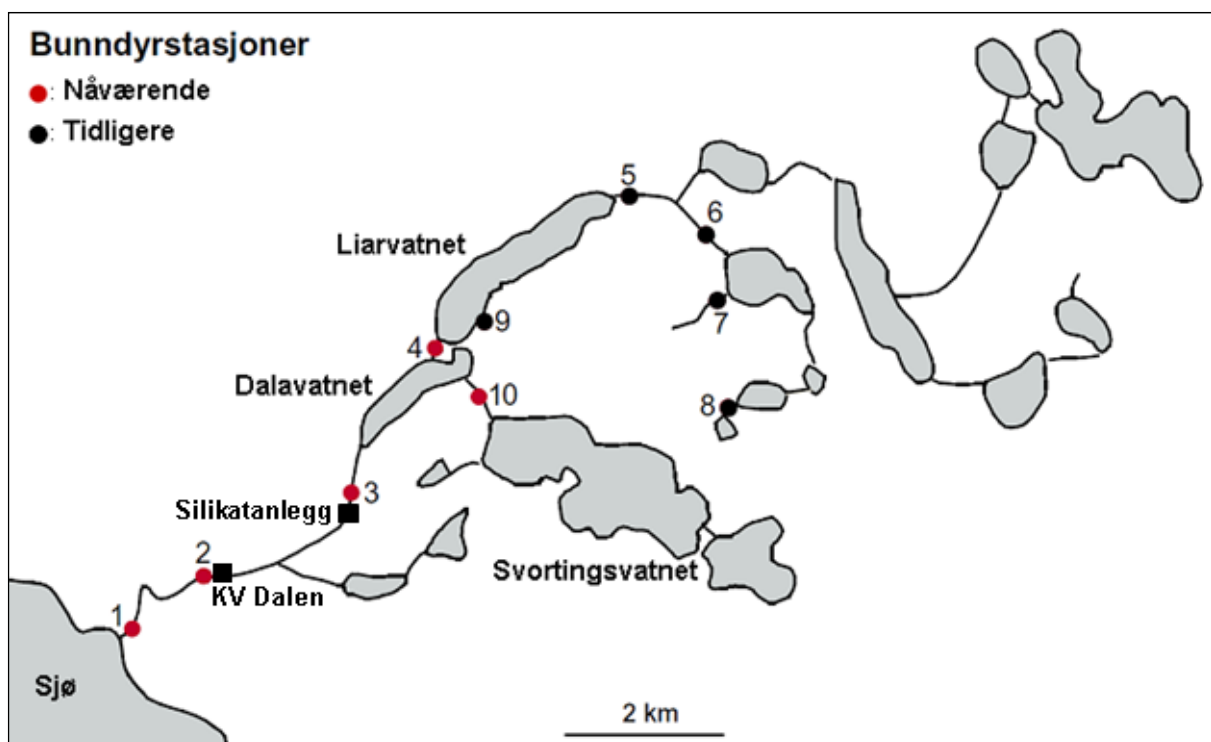 Bunndyrstasjoner
: Nåværende
: Tidligere
5
6
Liarvatnet
7
9
4
Dalavatnet
10
8
3
Silikatanlegg
2
Svortingsvatnet
KV Dalen
1
Sjø
2 km